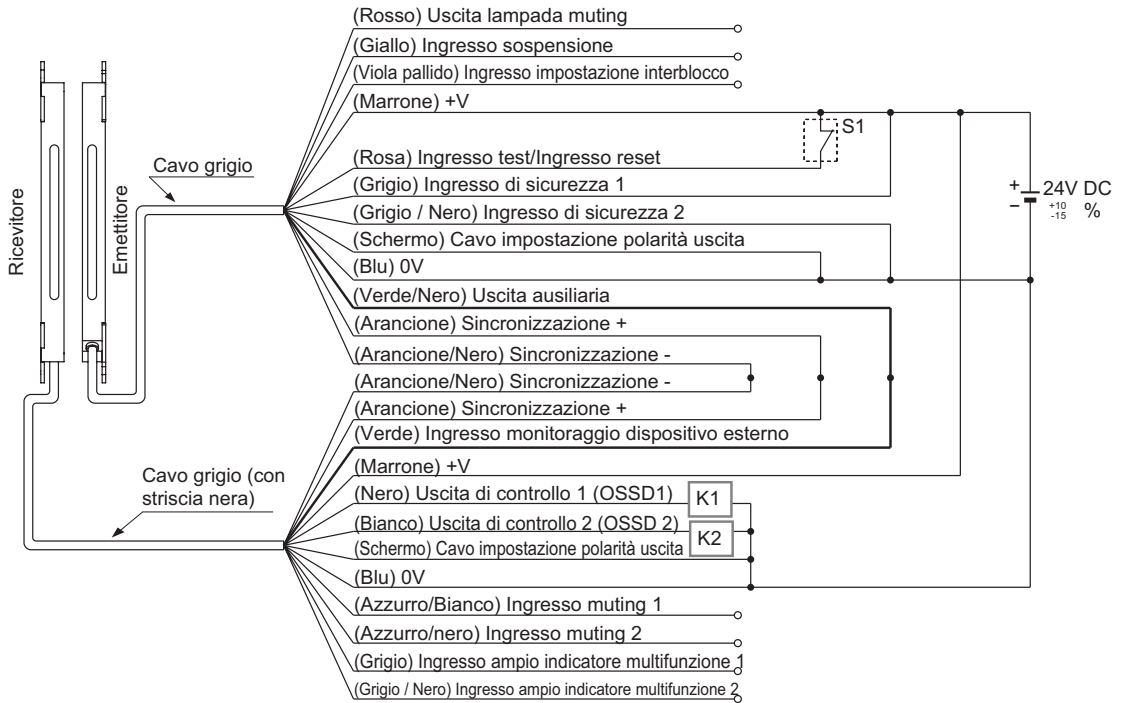 (Rosso) Uscita lampada muting
(Giallo) Ingresso sospensione
(Viola pallido) Ingresso impostazione interblocco
(Marrone) +V
S1
(Rosa) Ingresso test/Ingresso reset
(Grigio) Ingresso di sicurezza 1
(Grigio / Nero) Ingresso di sicurezza 2
(Schermo) Cavo impostazione polarità uscita
(Blu) 0V
(Verde/Nero) Uscita ausiliaria
(Arancione) Sincronizzazione +
(Arancione/Nero) Sincronizzazione -
(Arancione/Nero) Sincronizzazione -
(Arancione) Sincronizzazione +
(Verde) Ingresso monitoraggio dispositivo esterno
(Marrone) +V
(Nero) Uscita di controllo 1 (OSSD1)
K1
(Bianco) Uscita di controllo 2 (OSSD 2)
K2
(Schermo) Cavo impostazione polarità uscita
(Blu) 0V
(Azzurro/Bianco) Ingresso muting 1
(Azzurro/nero) Ingresso muting 2
(Grigio) Ingresso ampio indicatore multifunzione 1
(Grigio / Nero) Ingresso ampio indicatore multifunzione 2
Ricevitore
Emettitore
Cavo grigio
Cavo grigio (con
striscia nera)
+
24V DC
−
+10
-15
%